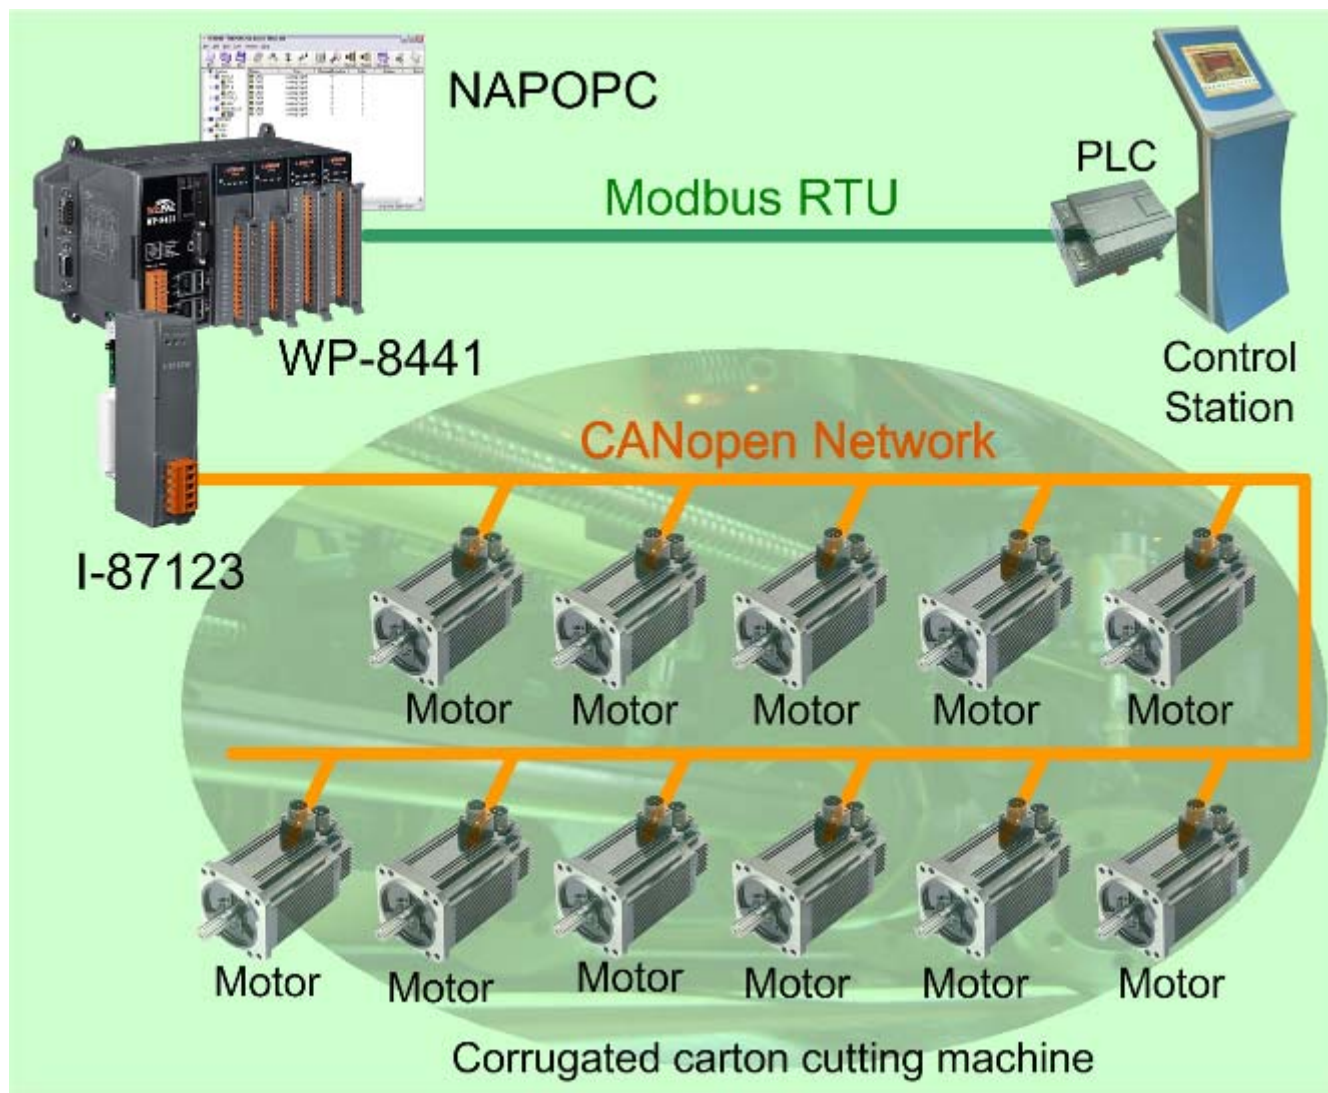 NAPOPC
PLC
Modbus RTU
WP-8441
Control
Station
CANopen Network
I-87123
Motor Motor Motor Motor Motor
Motor Motor Motor Motor Motor Motor
Corrugated carton cutting machine